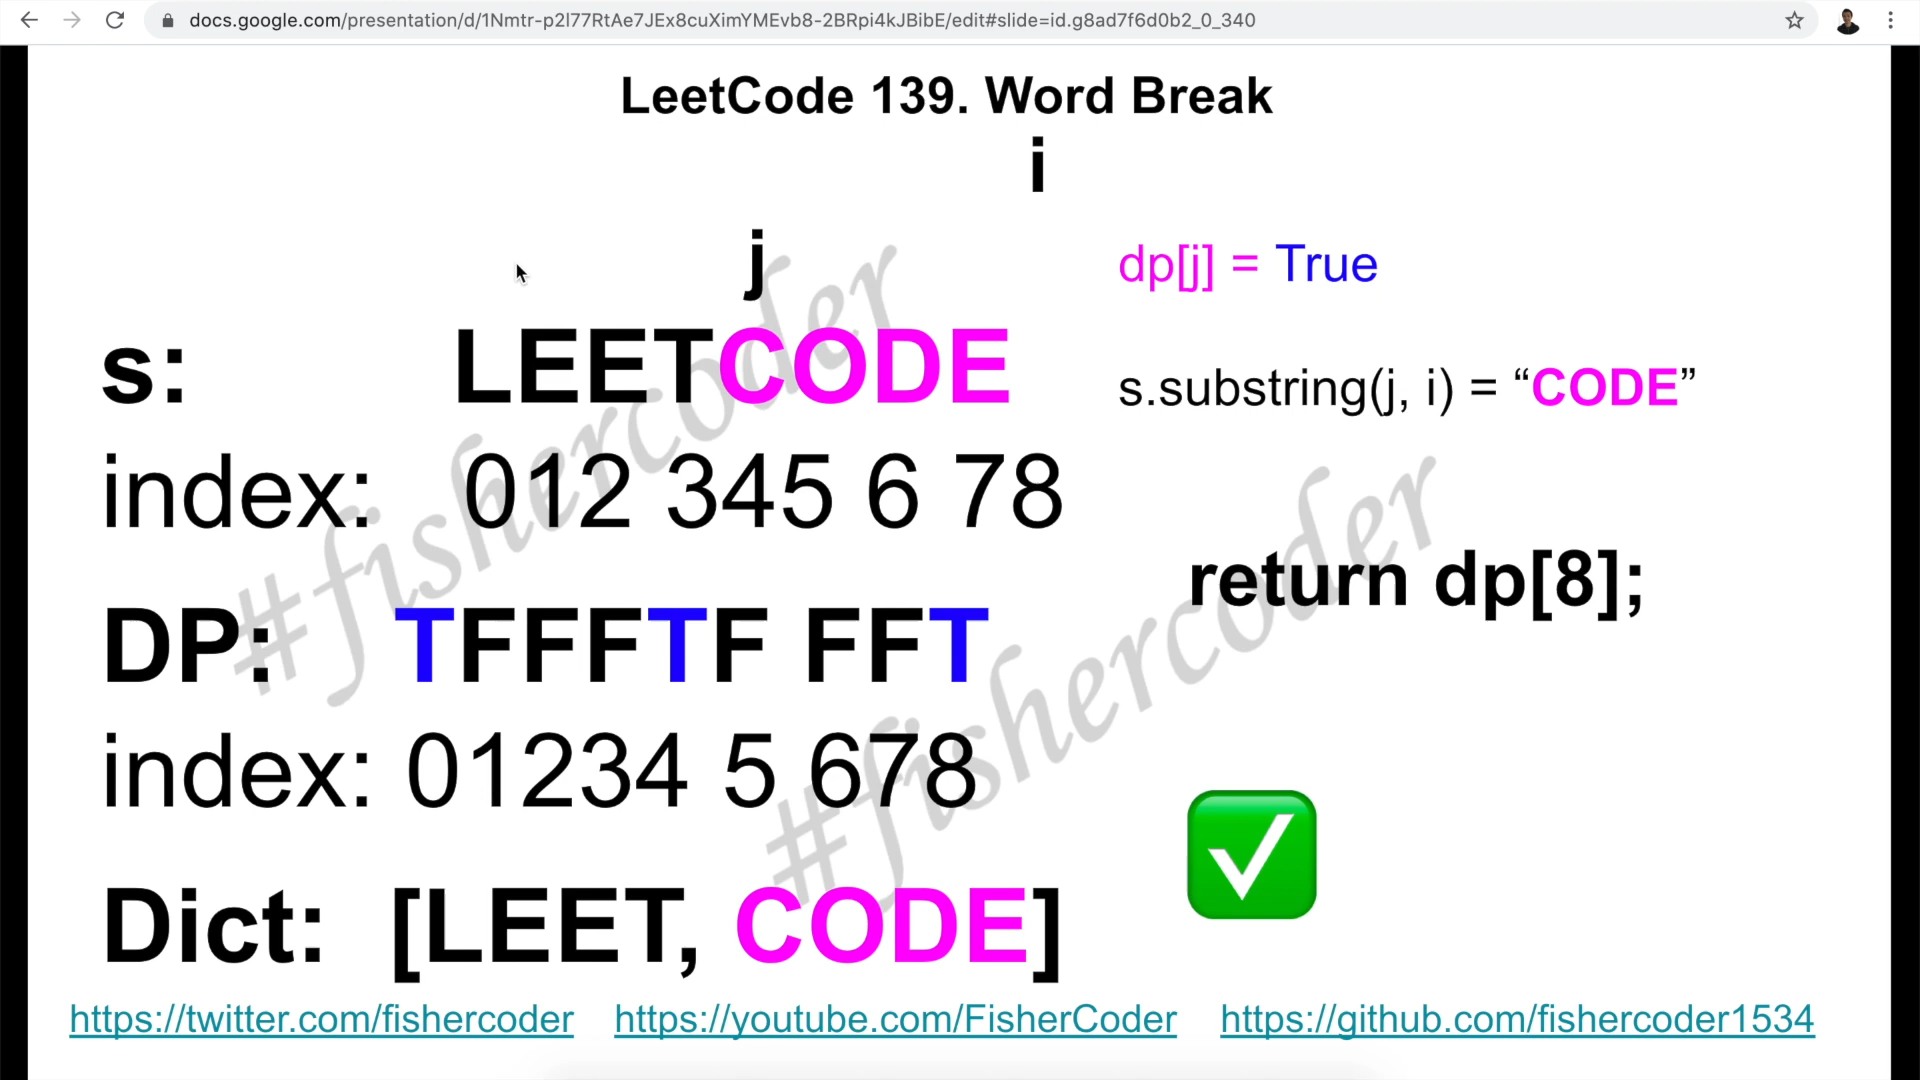 docs.google.com/presentation/d/1Nmtr-p2l77RtAe7JEx8cuXimYMEvb8-2BRpi4kJBibE/edit#slide=id.g8ad7f6d0b2_0_340
LeetCode 139. Word Break
i
j
dp[j] = True
s: LEETCODE
s.substring(j, i) = “CODE”
index: 012 345 6 78
return dp[8];
DP: TFFFTF FFT
index: 01234 5 678
Dict: [LEET, CODE]
#fishercoder
#fishercoder
https://twitter.com/fishercoder https://youtube.com/FisherCoder https://github.com/fishercoder1534